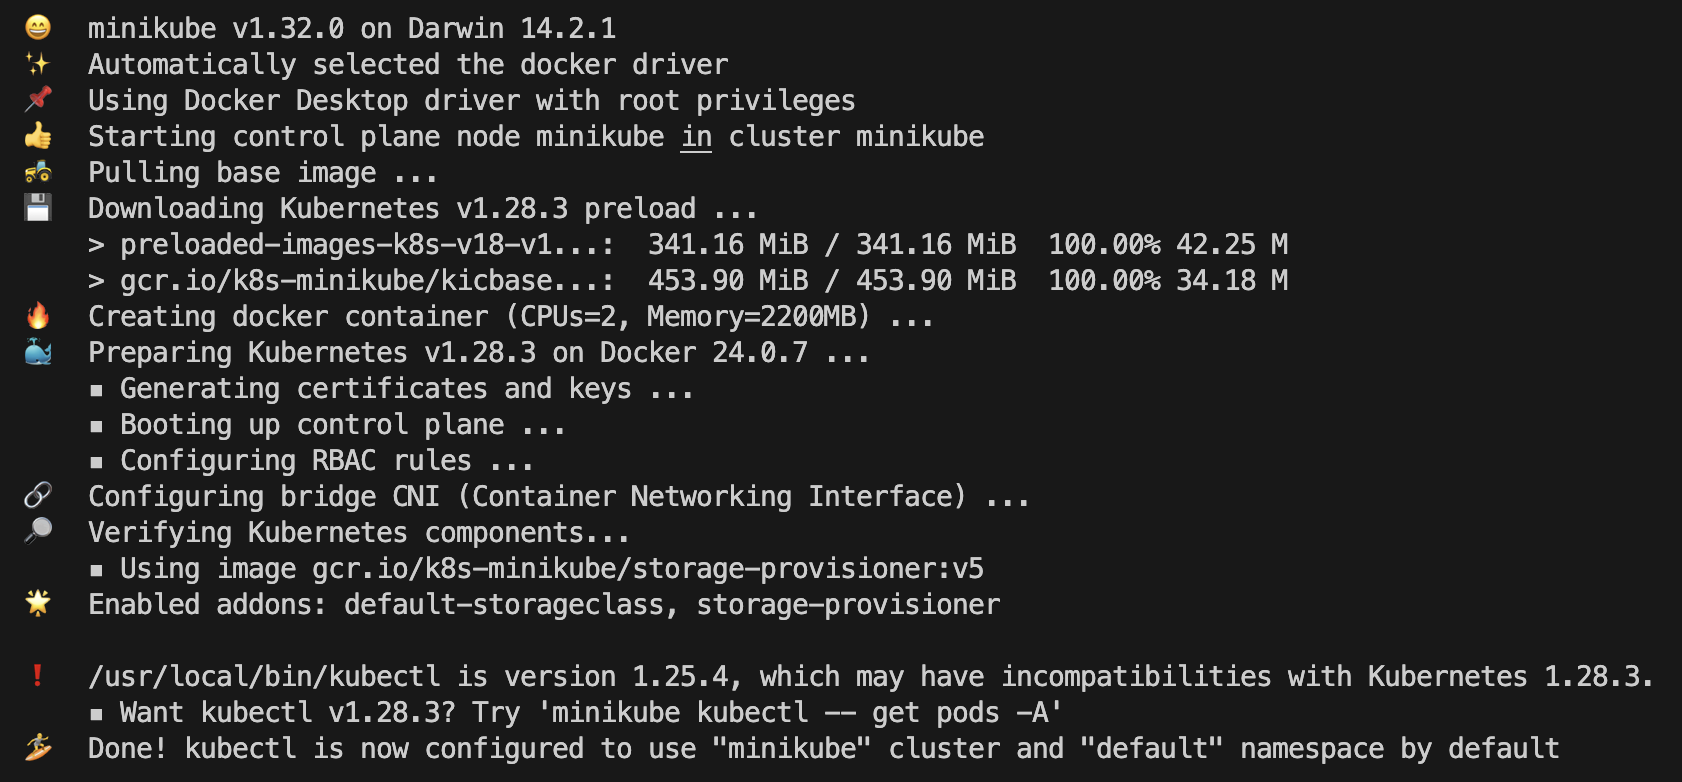 😄 minikube v1.32.0 on Darwin 14.2.1
✨ Automatically selected the docker driver
📌 Using Docker Desktop driver with root privileges
👍 Starting control plane node minikube in cluster minikube
🚜 Pulling base image ...
💾 Downloading Kubernetes v1.28.3 preload ...
> preloaded-images-k8s-v18-v1...: 341.16 MiB / 341.16 MiB 100.00% 42.25 M
> gcr.io/k8s-minikube/kicbase...: 453.90 MiB / 453.90 MiB 100.00% 34.18 M
🔥 Creating docker container (CPUs=2, Memory=2200MB) ...
🐳 Preparing Kubernetes v1.28.3 on Docker 24.0.7 ...
▪ Generating certificates and keys ...
▪ Booting up control plane ...
▪ Configuring RBAC rules ...
🔗 Configuring bridge CNI (Container Networking Interface) ...
🔎 Verifying Kubernetes components...
▪ Using image gcr.io/k8s-minikube/storage-provisioner:v5
🌟 Enabled addons: default-storageclass, storage-provisioner
❗ /usr/local/bin/kubectl is version 1.25.4, which may have incompatibilities with Kubernetes 1.28.3.
▪ Want kubectl v1.28.3? Try 'minikube kubectl -- get pods -A'
🏄 Done! kubectl is now configured to use "minikube" cluster and "default" namespace by default